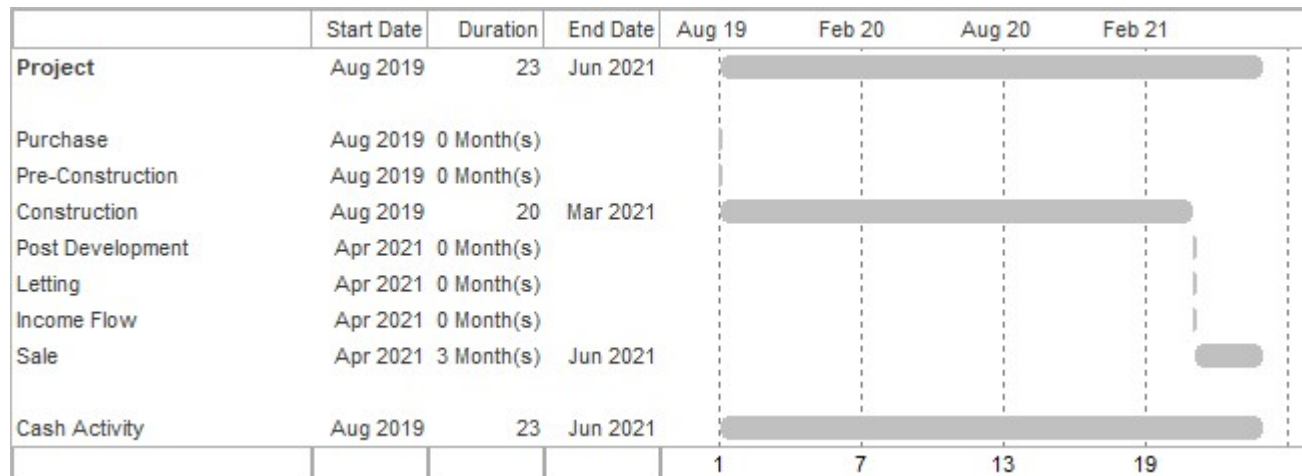 Start Date Duration End Date Aug 19 Feb 20 Aug 20 Feb 21
Project Aug 2019 23 Jun 2021
Purchase Aug 2019 0 Month(s)
Pre-Construction Aug 2019 0 Month(s)
Construction Aug 2019 20 Mar 2021
Post Development Apr 2021 0 Month(s)
Letting Apr 2021 0 Month(s)
Income Flow Apr 2021 0 Month(s)
Sale Apr 2021 3 Month(s) Jun 2021
Cash Activity Aug 2019 23 Jun 2021
1 7 13 19